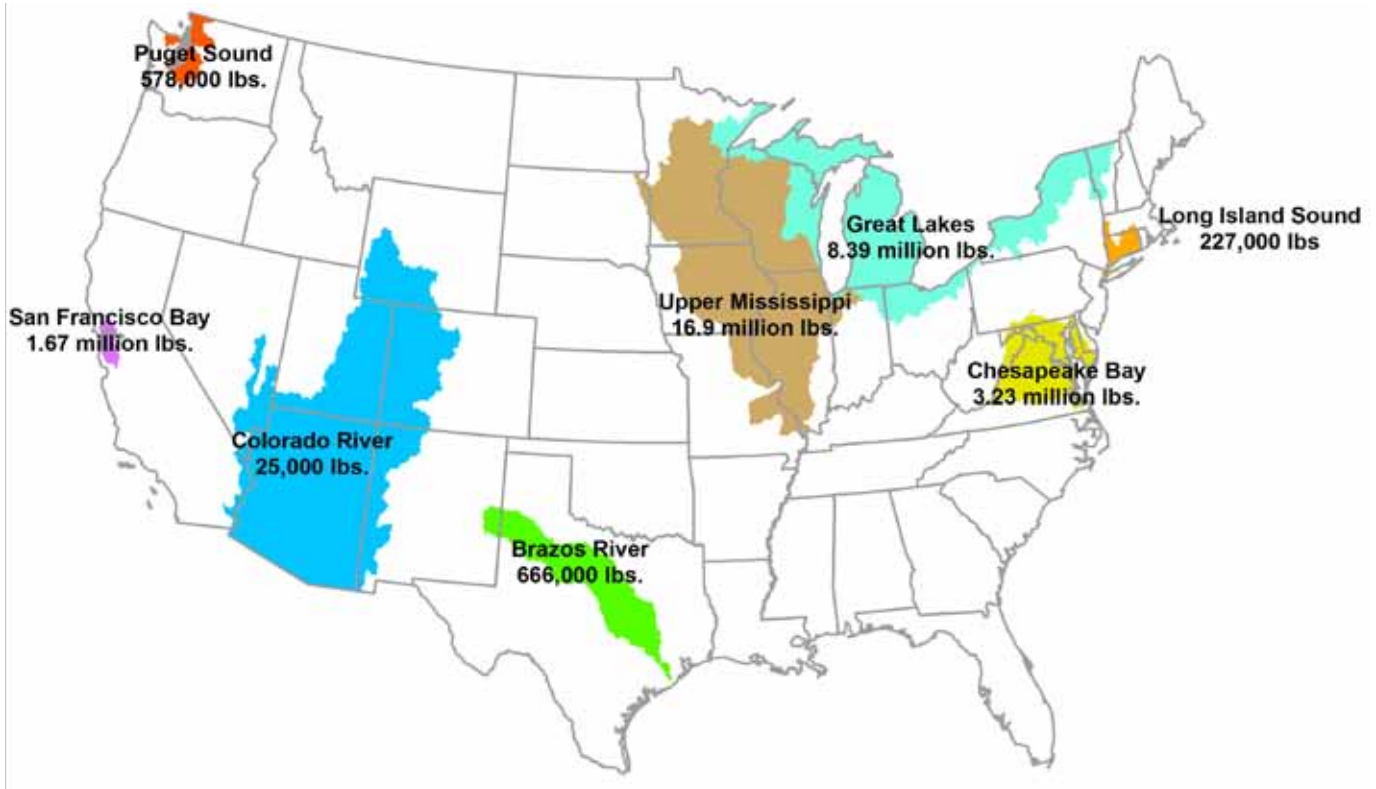 Puget Sound
578,000 lbs.
Great Lakes
8.39 million lbs.
Long Island Sound
227,000 lbs
Upper Mississippi
16.9 million lbs.
San Francisco Bay
1.67 million lbs.
Chesapeake Bay
3.23 million lbs.
Colorado River
25,000 lbs.
Brazos River
666,000 lbs.